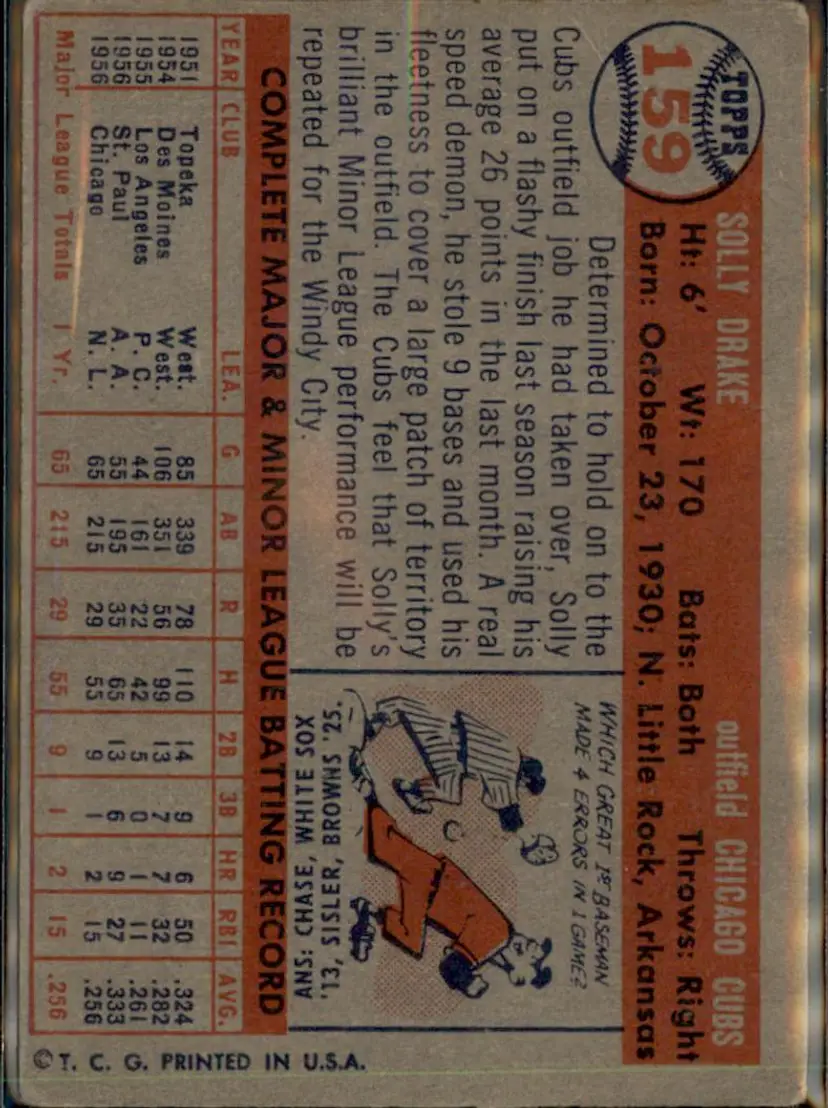 TOPPS
159
SOLLY DRAKE outfield CHICAGO CUBS
Ht: 6' Wt: 170 Bats: Both Throws: Right
Born: October 23, 1930; N. Little Rock, Arkansas
Determined to hold on to the
Cubs outfield job he had taken over, Solly
put on a flashy finish last season raising his
average 26 points in the last month. A real
speed demon, he stole 9 bases and used his
fleetness to cover a large patch of territory
in the outfield. The Cubs feel that Solly's
brilliant Minor League performance will be
repeated for the Windy City.
WHICH GREAT 1ST BASEMAN
MADE 4 ERRORS IN 1 GAME?
ANS: CHASE, WHITE SOX
'13, SISLER, BROWNS '25.
COMPLETE MAJOR & MINOR LEAGUE BATTING RECORD
YEAR CLUB LEA. G AB R H 2B 3B HR RBI AVG.
1951 Topeka West. 85 339 78 110 14 9 6 50 .324
1954 Des Moines West. 106 351 56 99 13 7 7 32 .282
1955 Los Angeles P. C. 44 161 22 42 5 0 1 11 .261
1956 St. Paul A. A. 55 195 35 65 13 6 9 27 .333
1956 Chicago N. L. 65 215 29 55 9 1 2 15 .256
Major League Totals 1 Yr. 65 215 29 55 9 1 2 15 .256
© T. C. G. PRINTED IN U.S.A.